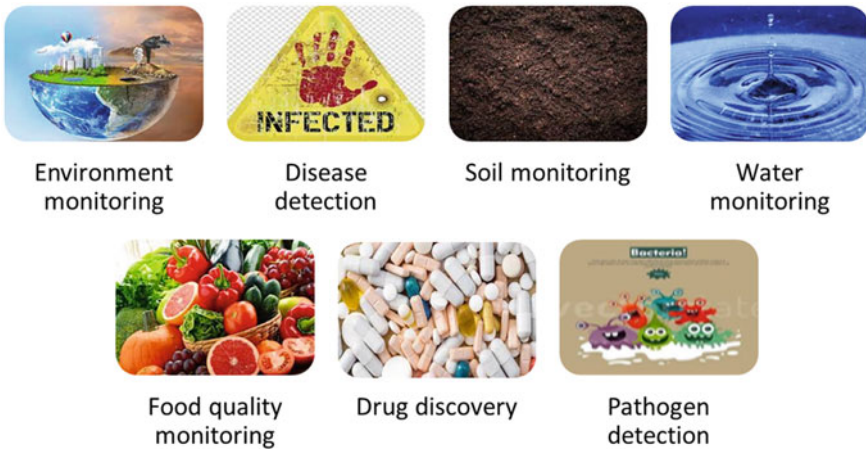 INFECTED
Environment
monitoring
Disease
detection
Soil monitoring
Water
monitoring
Bacteria!
Food quality
monitoring
Drug discovery
Pathogen
detection